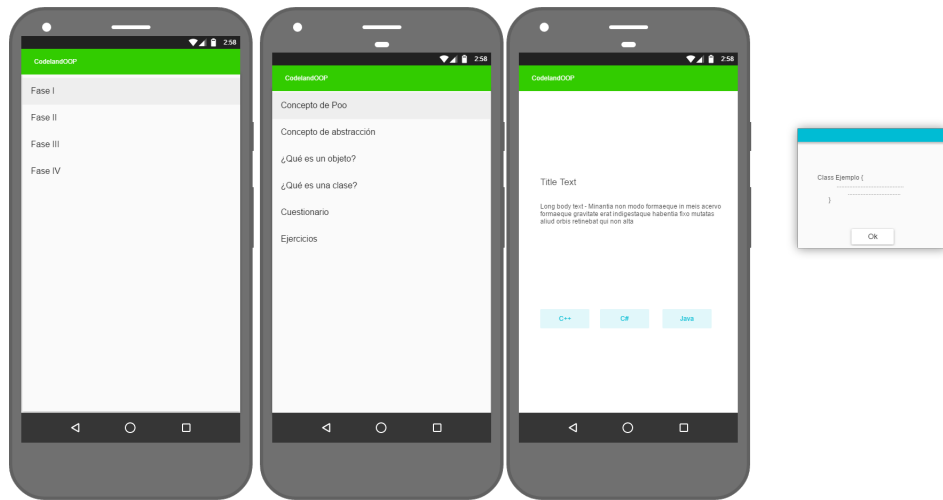 2:58
CodelandOOP
Fase I
Fase II
Fase III
Fase IV
2:58
CodelandOOP
Concepto de Poo
Concepto de abstracción
¿Qué es un objeto?
¿Qué es una clase?
Cuestionario
Ejercicios
2:58
CodelandOOP
Title Text
Long body text - Minantia non modo formaeque in meis acervo
formaeque gravitate erat indigestaque habentia fixo mutatas
aliud orbis retinebat qui non alta
C++
C#
Java
Class Ejemplo {
}
Ok